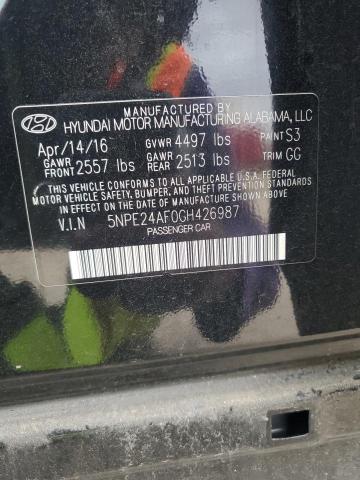 MANUFACTURED BY
HYUNDAI MOTOR MANUFACTURING ALABAMA, LLC
Apr/14/16 GVWR 4497 lbs PAINT S3
GAWR FRONT 2557 lbs GAWR REAR 2513 lbs TRIM GG
THIS VEHICLE CONFORMS TO ALL APPLICABLE U.S.A. FEDERAL
MOTOR VEHICLE SAFETY, BUMPER, AND THEFT PREVENTION
STANDARDS IN EFFECT ON THE DATE OF MANUFACTURE SHOWN ABOVE
V.I.N 5NPE24AF0GH426987
PASSENGER CAR